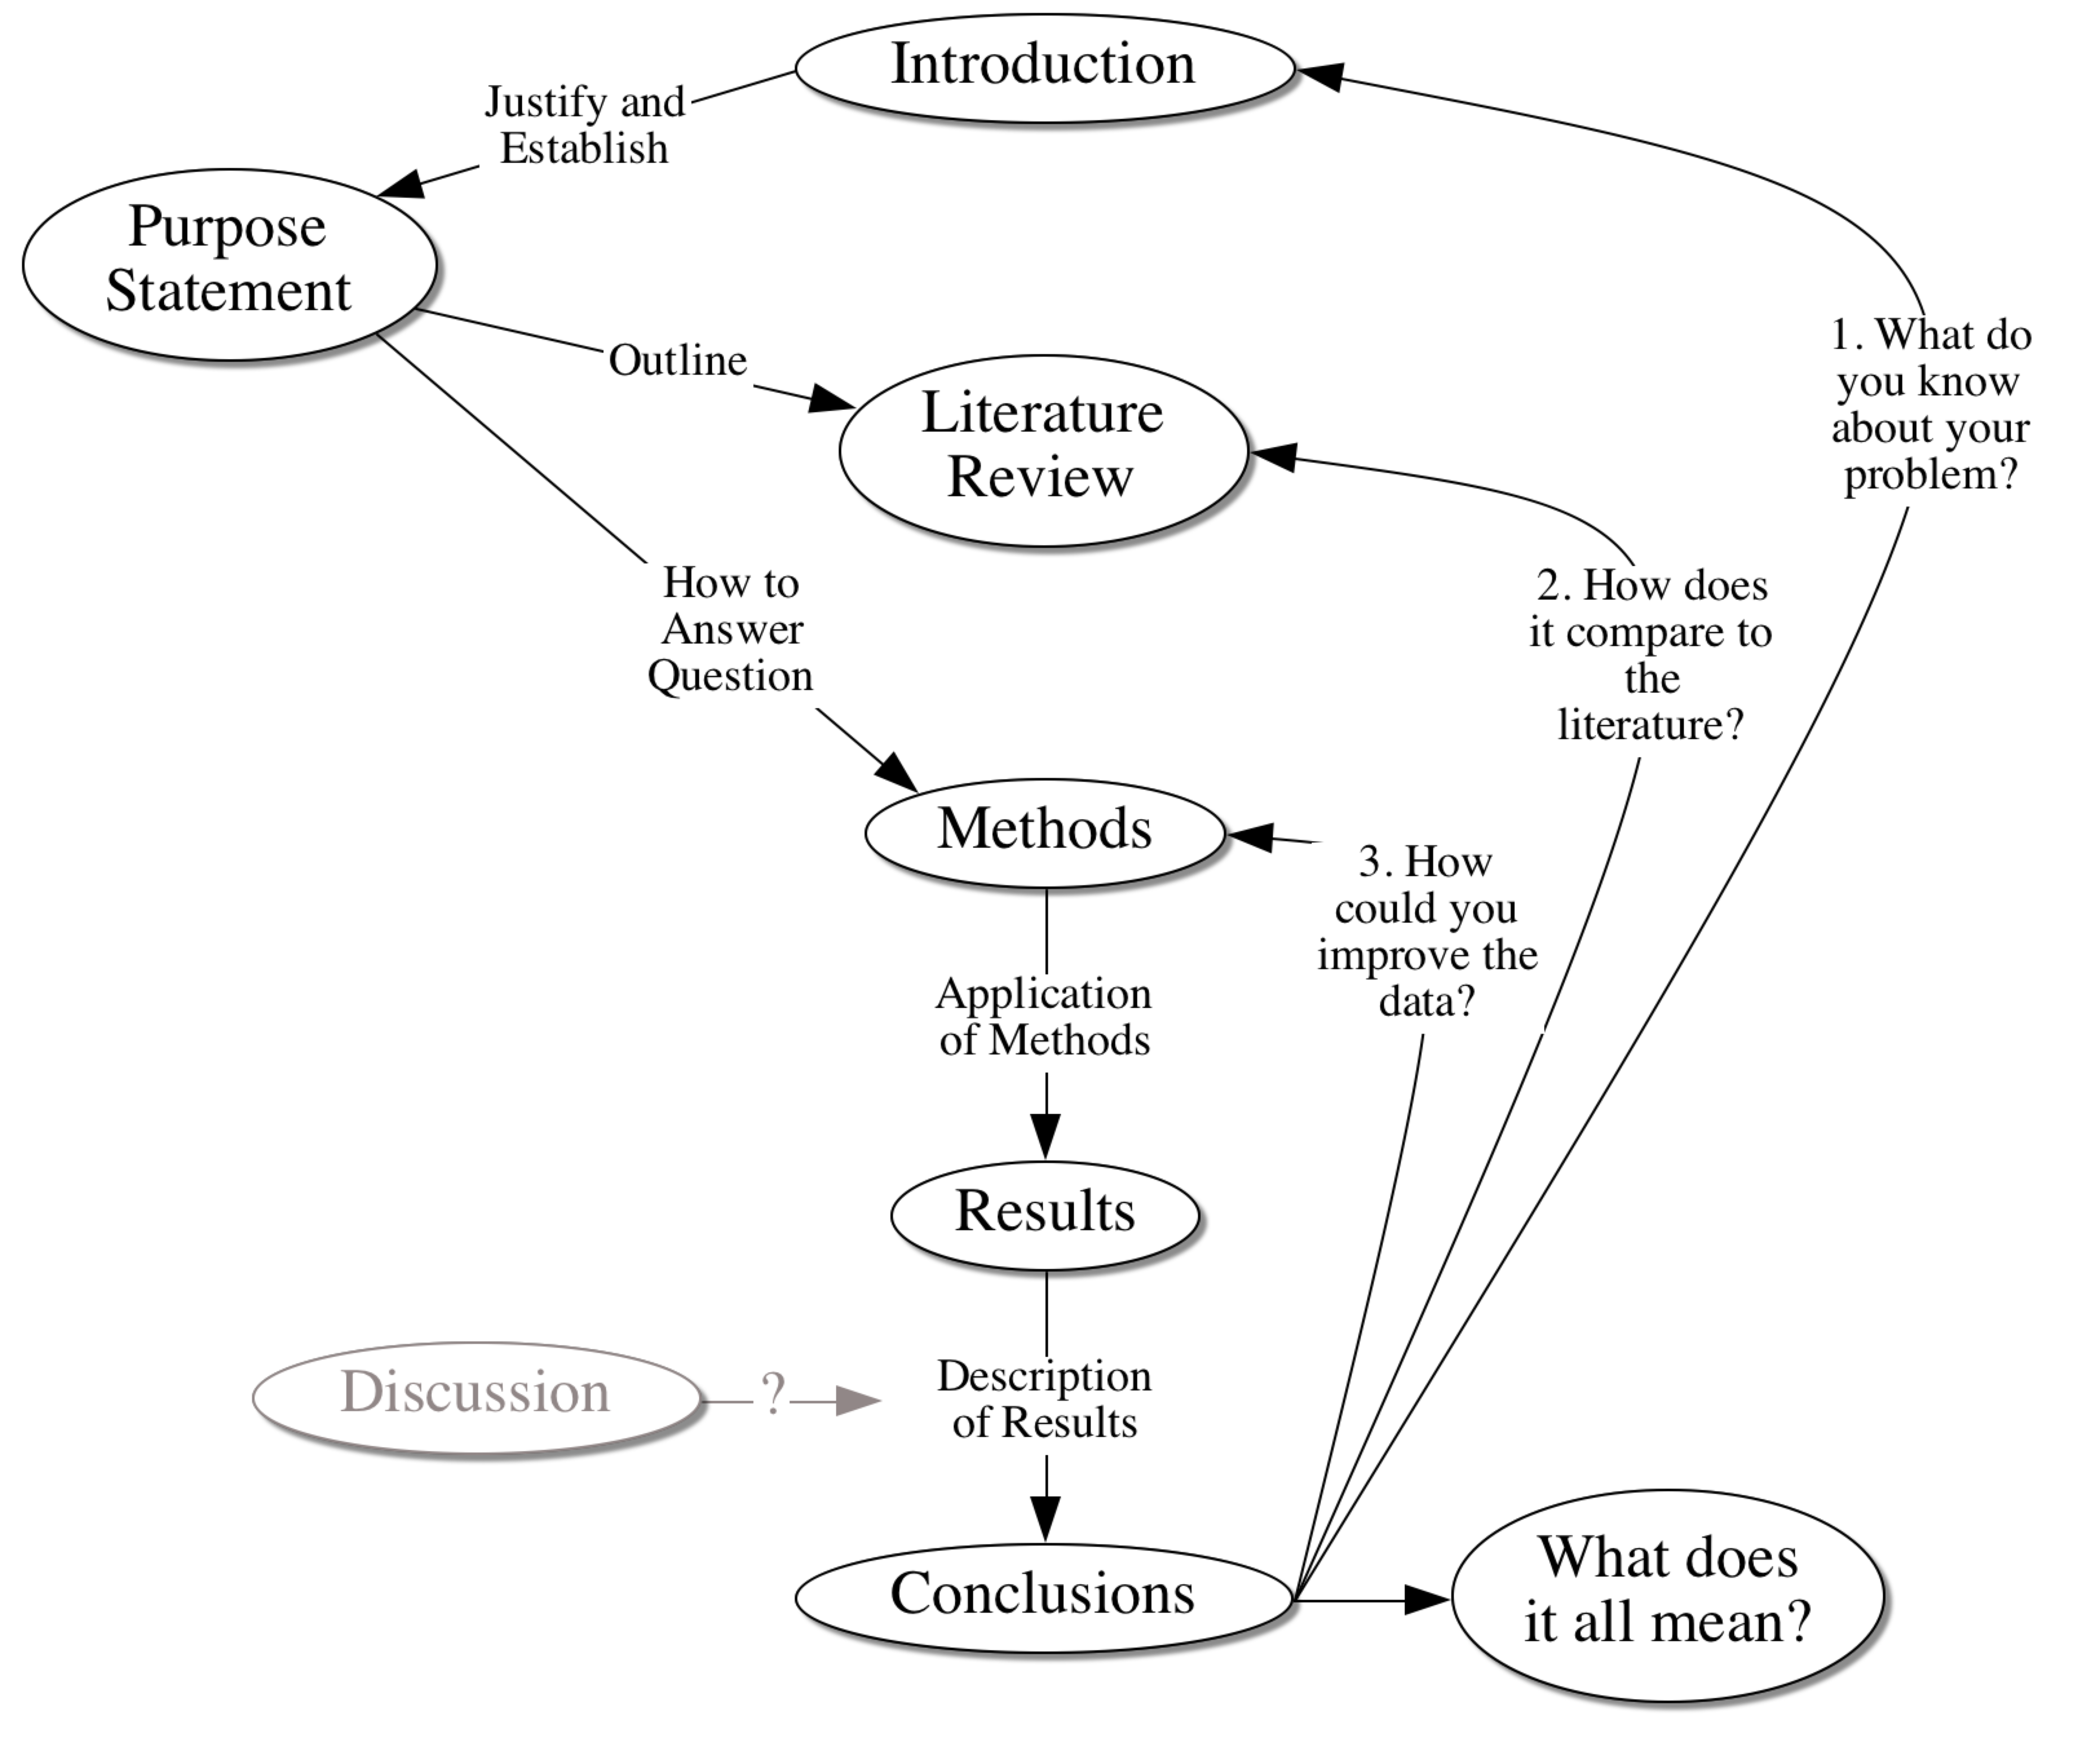 Introduction
Justify and
Establish
Purpose
Statement
Outline
Literature
Review
1. What do
you know
about your
problem?
How to
Answer
Question
2. How does
it compare to
the
literature?
Methods
3. How
could you
improve the
data?
Application
of Methods
Results
Discussion
?
Description
of Results
Conclusions
What does
it all mean?